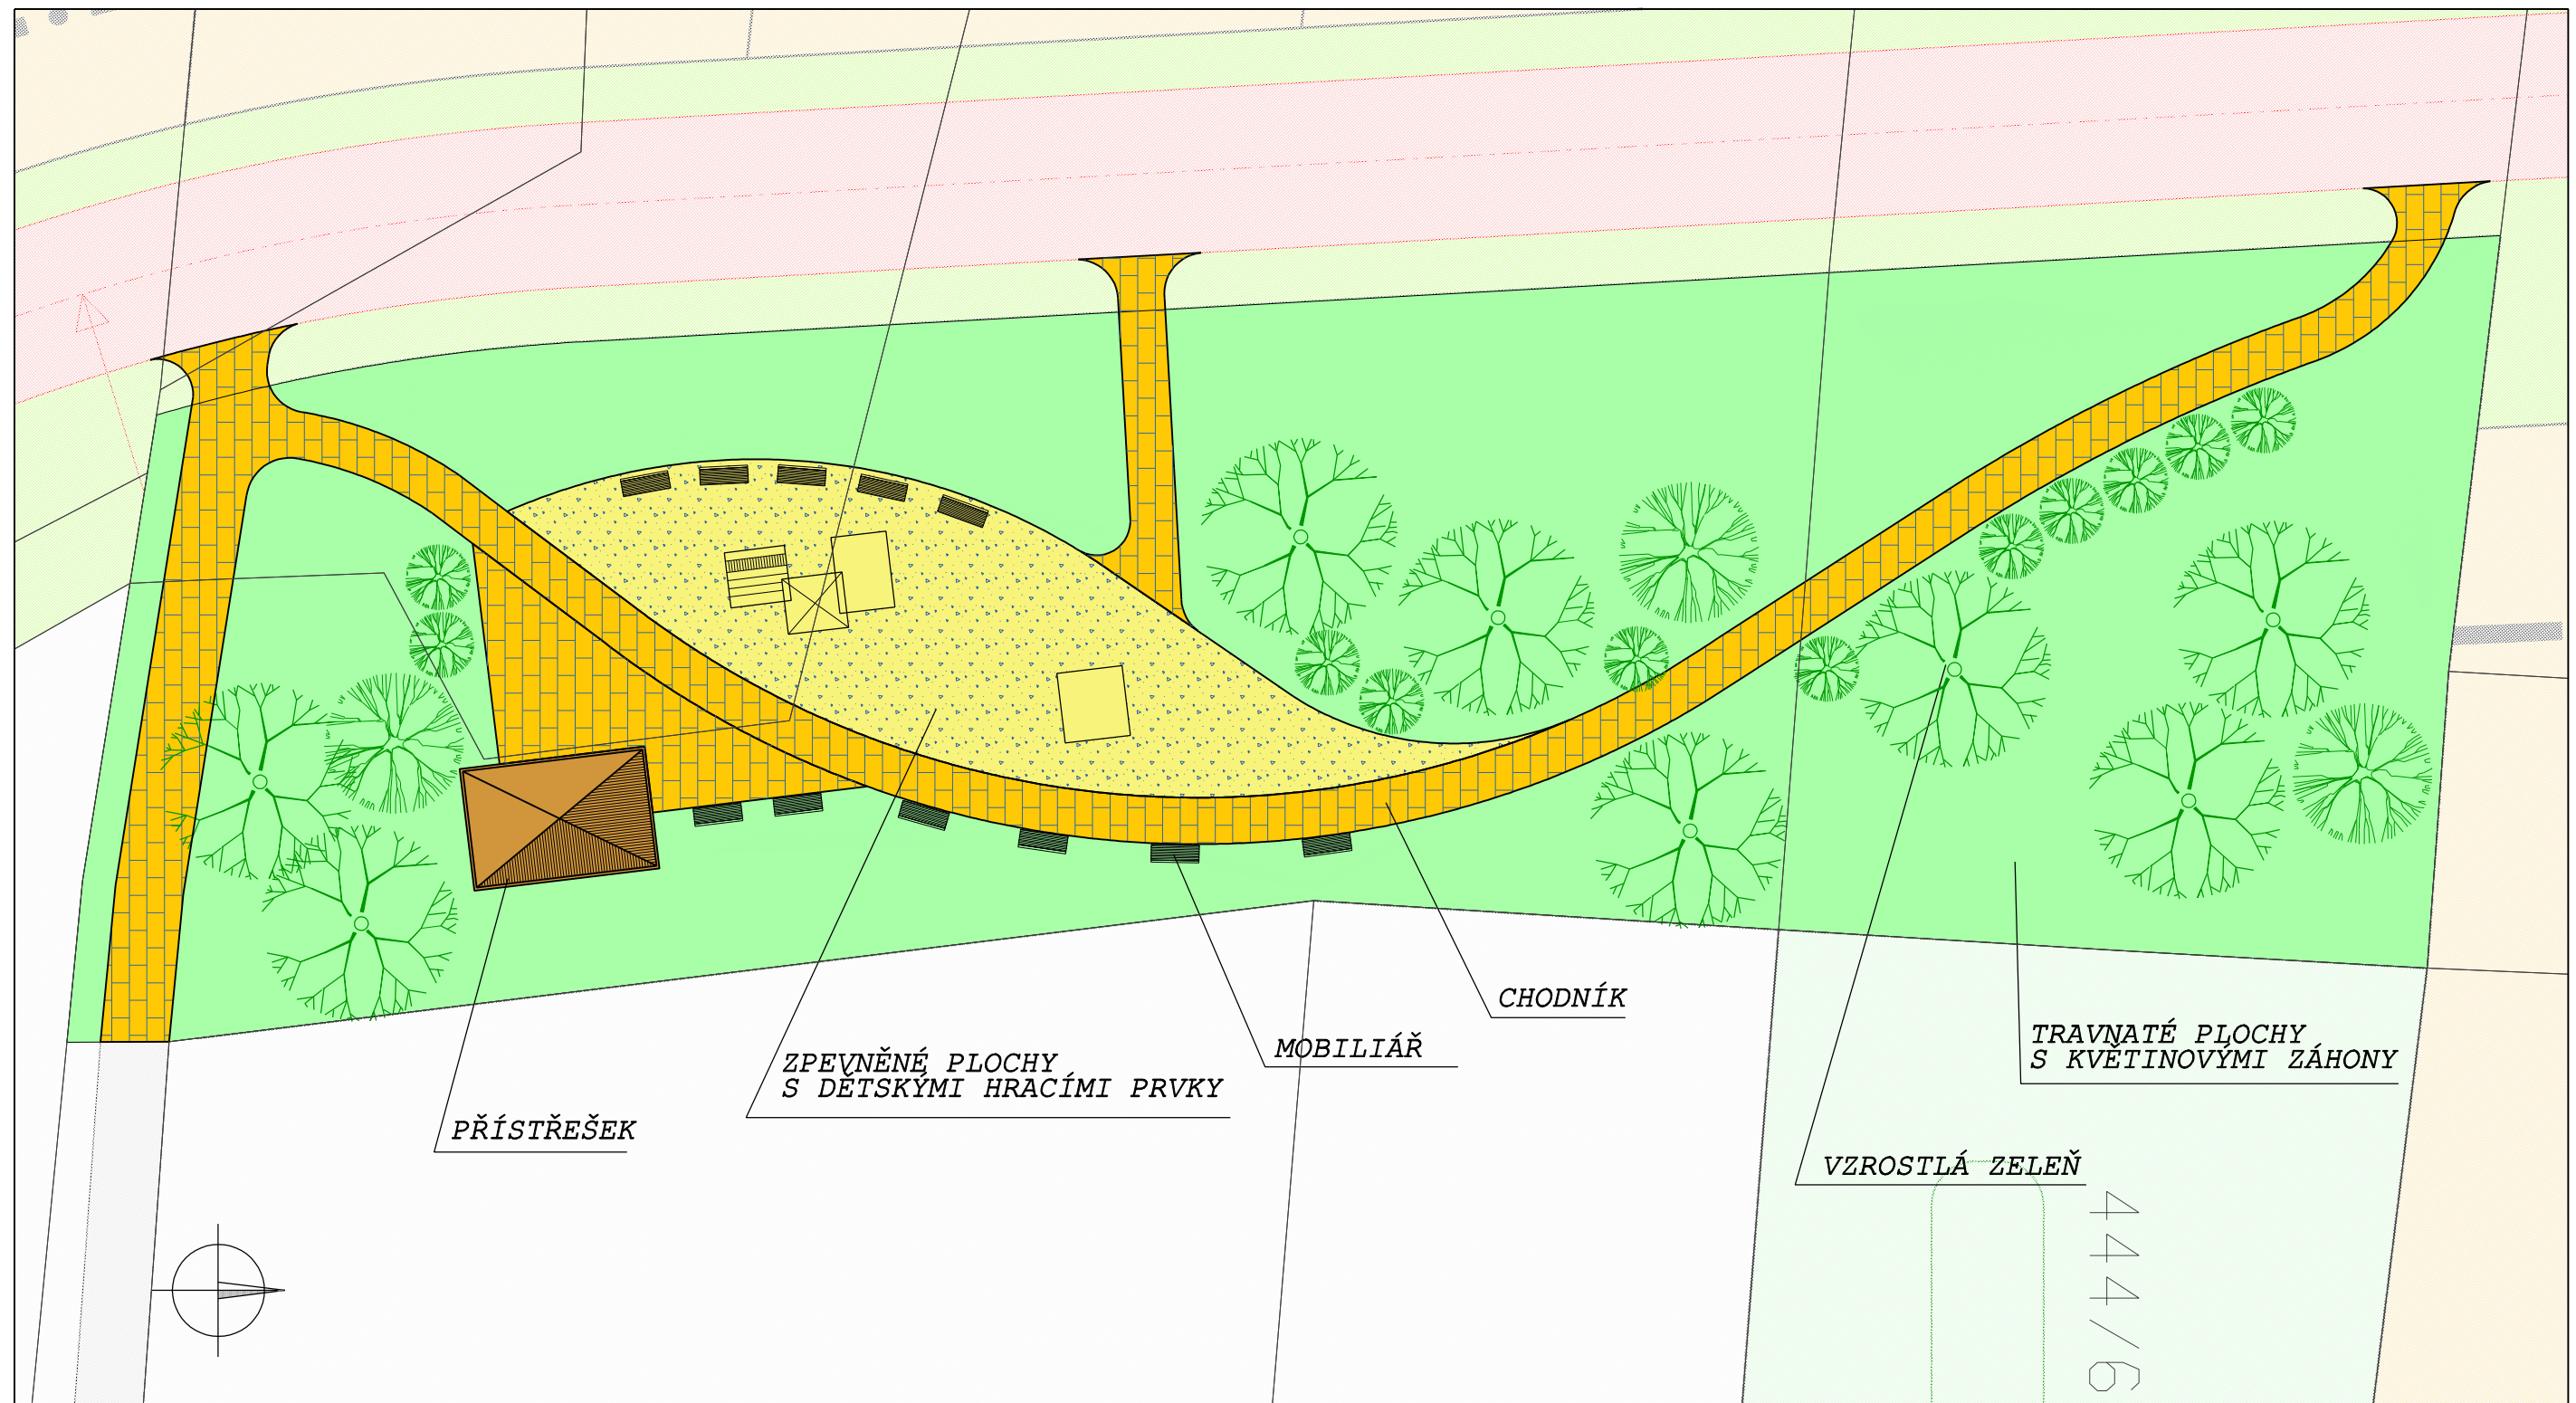 CHODNÍK
MOBILIÁŘ
TRAVNATÉ PLOCHY
S KVĚTINOVÝMI ZÁHONY
ZPEVNĚNÉ PLOCHY
S DĚTSKÝMI HRACÍMI PRVKY
PŘÍSTŘEŠEK
VZROSTLÁ ZELEŇ
444/6